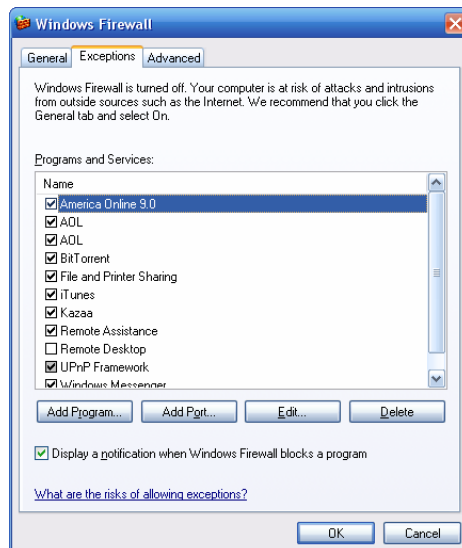 Windows Firewall
General Exceptions Advanced
Windows Firewall is turned off. Your computer is at risk of attacks and intrusions
from outside sources such as the Internet. We recommend that you click the
General tab and select On.
Programs and Services:
Name
America Online 9.0
AOL
AOL
BitTorrent
File and Printer Sharing
iTunes
Kazaa
Remote Assistance
Remote Desktop
UPnP Framework
Windows Messenger
Add Program... Add Port... Edit... Delete
Display a notification when Windows Firewall blocks a program
What are the risks of allowing exceptions?
OK Cancel